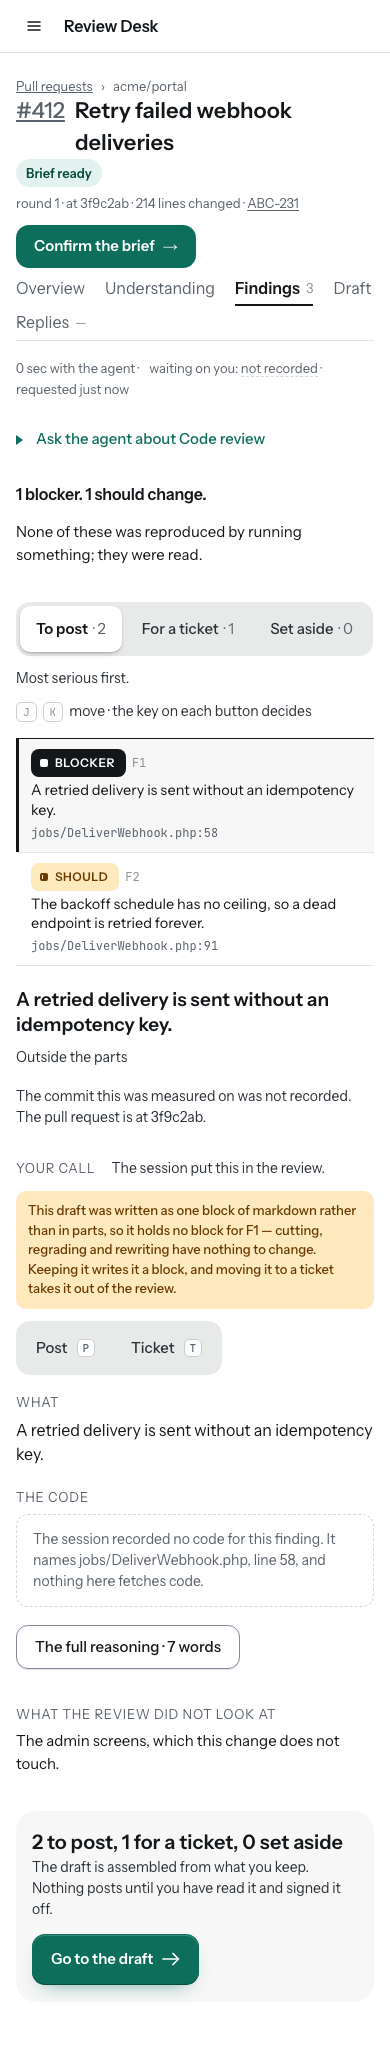 Review Desk
Pull requests › acme/portal
#412 Retry failed webhook
deliveries
Brief ready
round 1 · at 3f9c2ab · 214 lines changed · ABC-231
Confirm the brief →
Overview Understanding Findings 3 Draft
Replies —
0 sec with the agent · waiting on you: not recorded ·
requested just now
Ask the agent about Code review
1 blocker. 1 should change.
None of these was reproduced by running
something; they were read.
To post · 2 For a ticket · 1 Set aside · 0
Most serious first.
J K move · the key on each button decides
BLOCKER F1
A retried delivery is sent without an idempotency
key.
jobs/DeliverWebhook.php:58
SHOULD F2
The backoff schedule has no ceiling, so a dead
endpoint is retried forever.
jobs/DeliverWebhook.php:91
A retried delivery is sent without an
idempotency key.
Outside the parts
The commit this was measured on was not recorded.
The pull request is at 3f9c2ab.
YOUR CALL The session put this in the review.
This draft was written as one block of markdown rather
than in parts, so it holds no block for F1 — cutting,
regrading and rewriting have nothing to change.
Keeping it writes it a block, and moving it to a ticket
takes it out of the review.
Post P Ticket T
WHAT
A retried delivery is sent without an idempotency
key.
THE CODE
The session recorded no code for this finding. It
names jobs/DeliverWebhook.php, line 58, and
nothing here fetches code.
The full reasoning · 7 words
WHAT THE REVIEW DID NOT LOOK AT
The admin screens, which this change does not
touch.
2 to post, 1 for a ticket, 0 set aside
The draft is assembled from what you keep.
Nothing posts until you have read it and signed it
off.
Go to the draft →